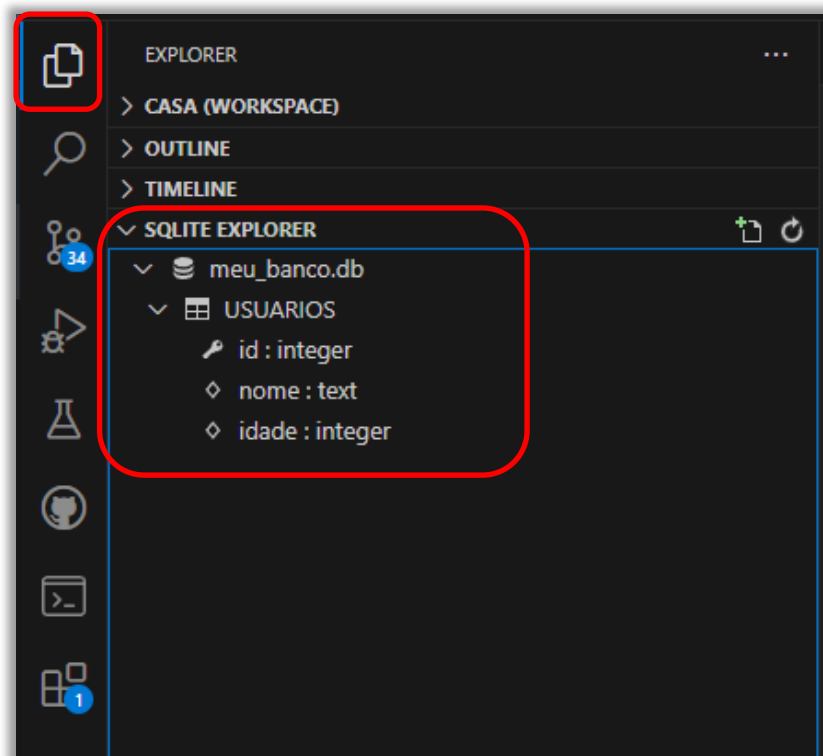 EXPLORER
CASA (WORKSPACE)
OUTLINE
TIMELINE
SQLITE EXPLORER
34
meu_banco.db
USUARIOS
id : integer
nome : text
idade : integer
1